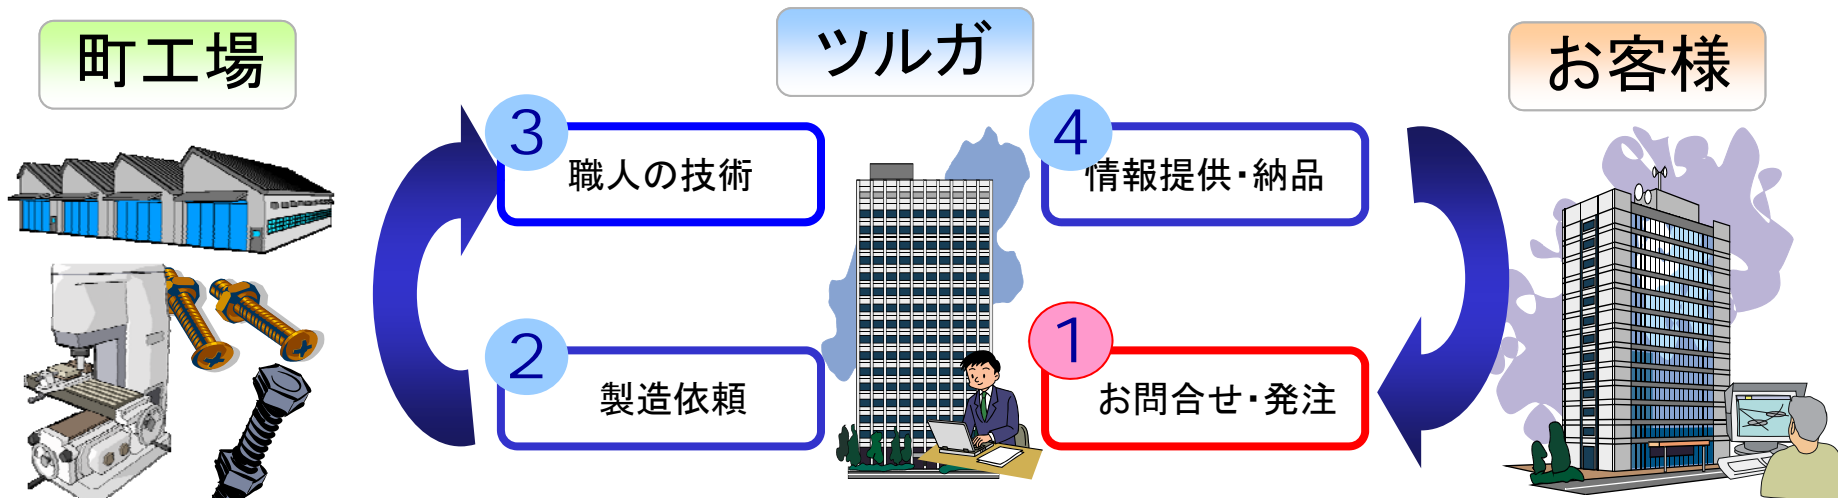 町工場
ツルガ
お客様
3
職人の技術
4
情報提供・納品
2
製造依頼
1
お問合せ・発注